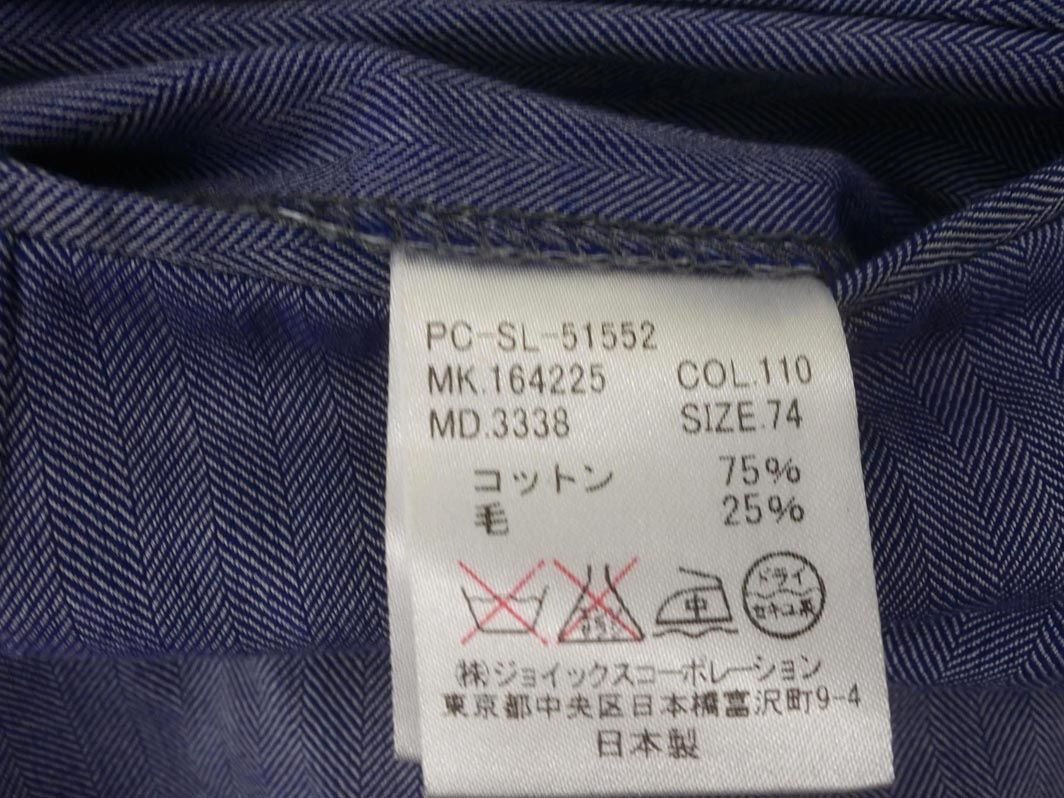 PC-SL-51552
MK.164225 COL.110
MD.3338 SIZE.74
コットン 75%
毛 25%
中
ドライ
セキユ系
(株)ジョイックスコーポレーション
東京都中央区日本橋富沢町9-4
日本製